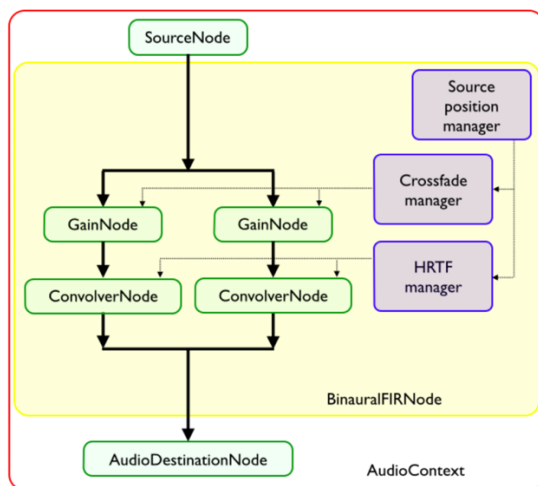 SourceNode
Source
position
manager
Crossfade
manager
GainNode
GainNode
HRTF
manager
ConvolverNode
ConvolverNode
BinauralFIRNode
AudioDestinationNode
AudioContext